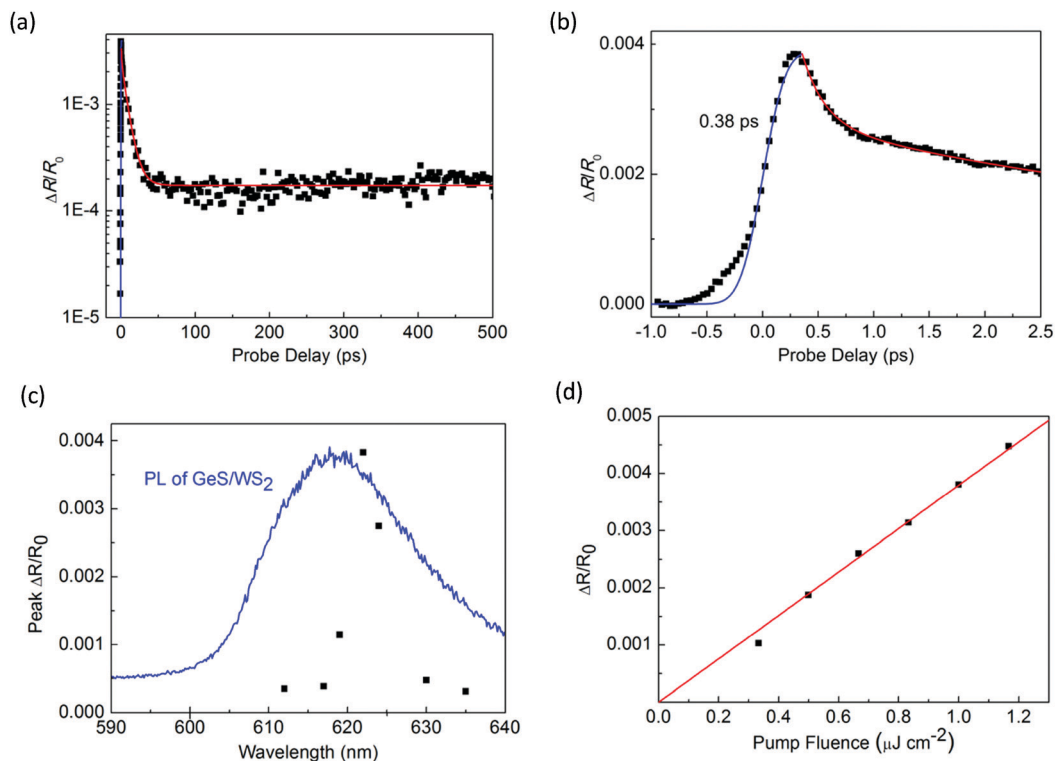 (a)
1E-3
1E-4
1E-5
ΔR/R0
0 100 200 300 400 500
Probe Delay (ps)
(b)
0.004
0.002
0.000
ΔR/R0
0.38 ps
-1.0 -0.5 0.0 0.5 1.0 1.5 2.0 2.5
Probe Delay (ps)
(c)
0.004
0.003
0.002
0.001
0.000
Peak ΔR/R0
PL of GeS/WS2
590 600 610 620 630 640
Wavelength (nm)
(d)
0.005
0.004
0.003
0.002
0.001
ΔR/R0
0.0 0.2 0.4 0.6 0.8 1.0 1.2
Pump Fluence (μJ cm-2)